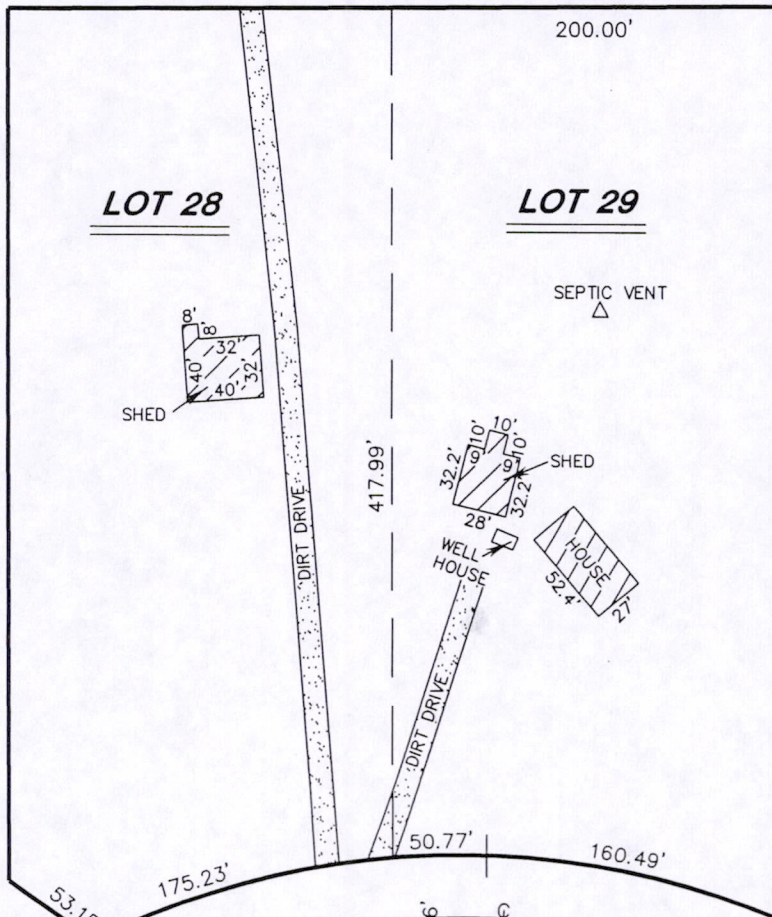 200.00'
LOT 28
LOT 29
SEPTIC VENT
8'
8'
32'
40'
32'
40'
SHED
10'
10'
10'
9'
9'
32.2'
32.2'
SHED
28'
417.99'
WELL
HOUSE
HOUSE
52.4
27
DIRT DRIVE
DIRT DRIVE
50.77'
160.49'
175.23'